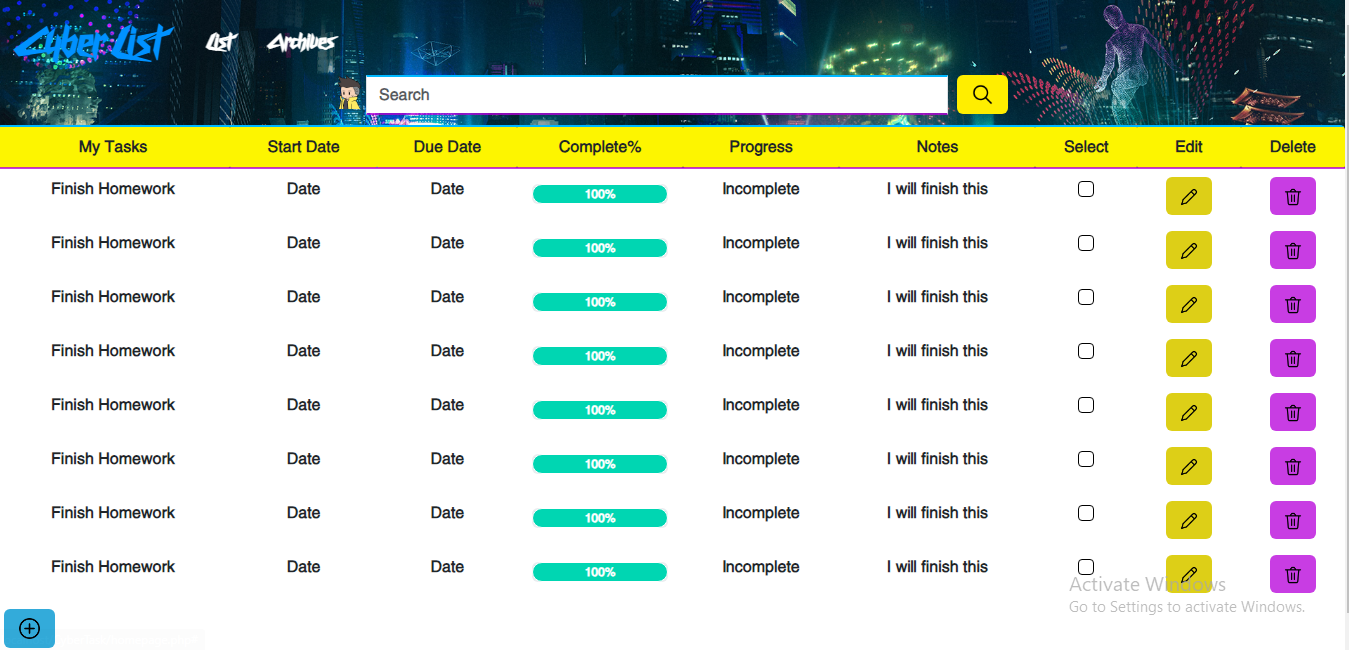 Cyber List
List
Archives
Search
My Tasks Start Date Due Date Complete% Progress Notes Select Edit Delete
Finish Homework Date Date 100% Incomplete I will finish this
Finish Homework Date Date 100% Incomplete I will finish this
Finish Homework Date Date 100% Incomplete I will finish this
Finish Homework Date Date 100% Incomplete I will finish this
Finish Homework Date Date 100% Incomplete I will finish this
Finish Homework Date Date 100% Incomplete I will finish this
Finish Homework Date Date 100% Incomplete I will finish this
Finish Homework Date Date 100% Incomplete I will finish this
Activate Windows
Go to Settings to activate Windows.